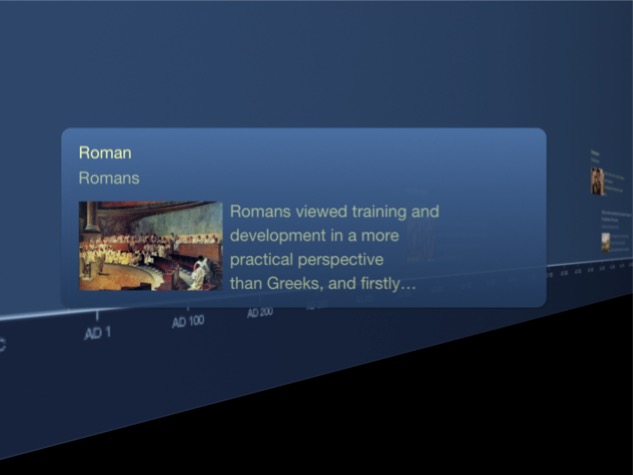 Roman
Romans
Romans viewed training and
development in a more
practical perspective
than Greeks, and firstly…
C
AD 1
AD 100
AD 200